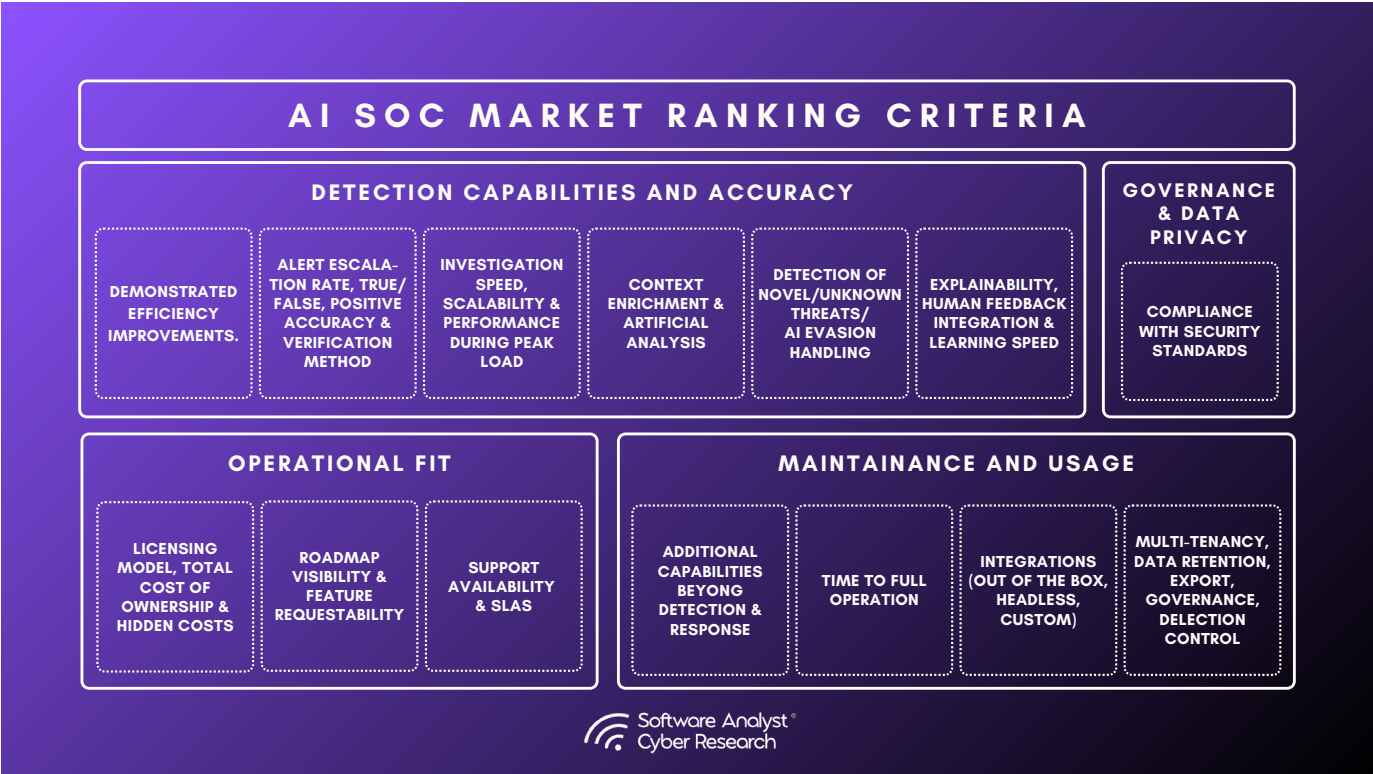 AI SOC MARKET RANKING CRITERIA
DETECTION CAPABILITIES AND ACCURACY
DEMONSTRATED
EFFICIENCY
IMPROVEMENTS.
ALERT ESCALA-
TION RATE, TRUE/
FALSE, POSITIVE
ACCURACY &
VERIFICATION
METHOD
INVESTIGATION
SPEED,
SCALABILITY &
PERFORMANCE
DURING PEAK
LOAD
CONTEXT
ENRICHMENT &
ARTIFICIAL
ANALYSIS
DETECTION OF
NOVEL/UNKNOWN
THREATS/
AI EVASION
HANDLING
EXPLAINABILITY,
HUMAN FEEDBACK
INTEGRATION &
LEARNING SPEED
GOVERNANCE
& DATA
PRIVACY
COMPLIANCE
WITH SECURITY
STANDARDS
OPERATIONAL FIT
LICENSING
MODEL, TOTAL
COST OF
OWNERSHIP &
HIDDEN COSTS
ROADMAP
VISIBILITY &
FEATURE
REQUESTABILITY
SUPPORT
AVAILABILITY
& SLAS
MAINTAINANCE AND USAGE
ADDITIONAL
CAPABILITIES
BEYONG
DETECTION &
RESPONSE
TIME TO FULL
OPERATION
INTEGRATIONS
(OUT OF THE BOX,
HEADLESS,
CUSTOM)
MULTI-TENANCY,
DATA RETENTION,
EXPORT,
GOVERNANCE,
DELECTION
CONTROL
Software Analyst®
Cyber Research